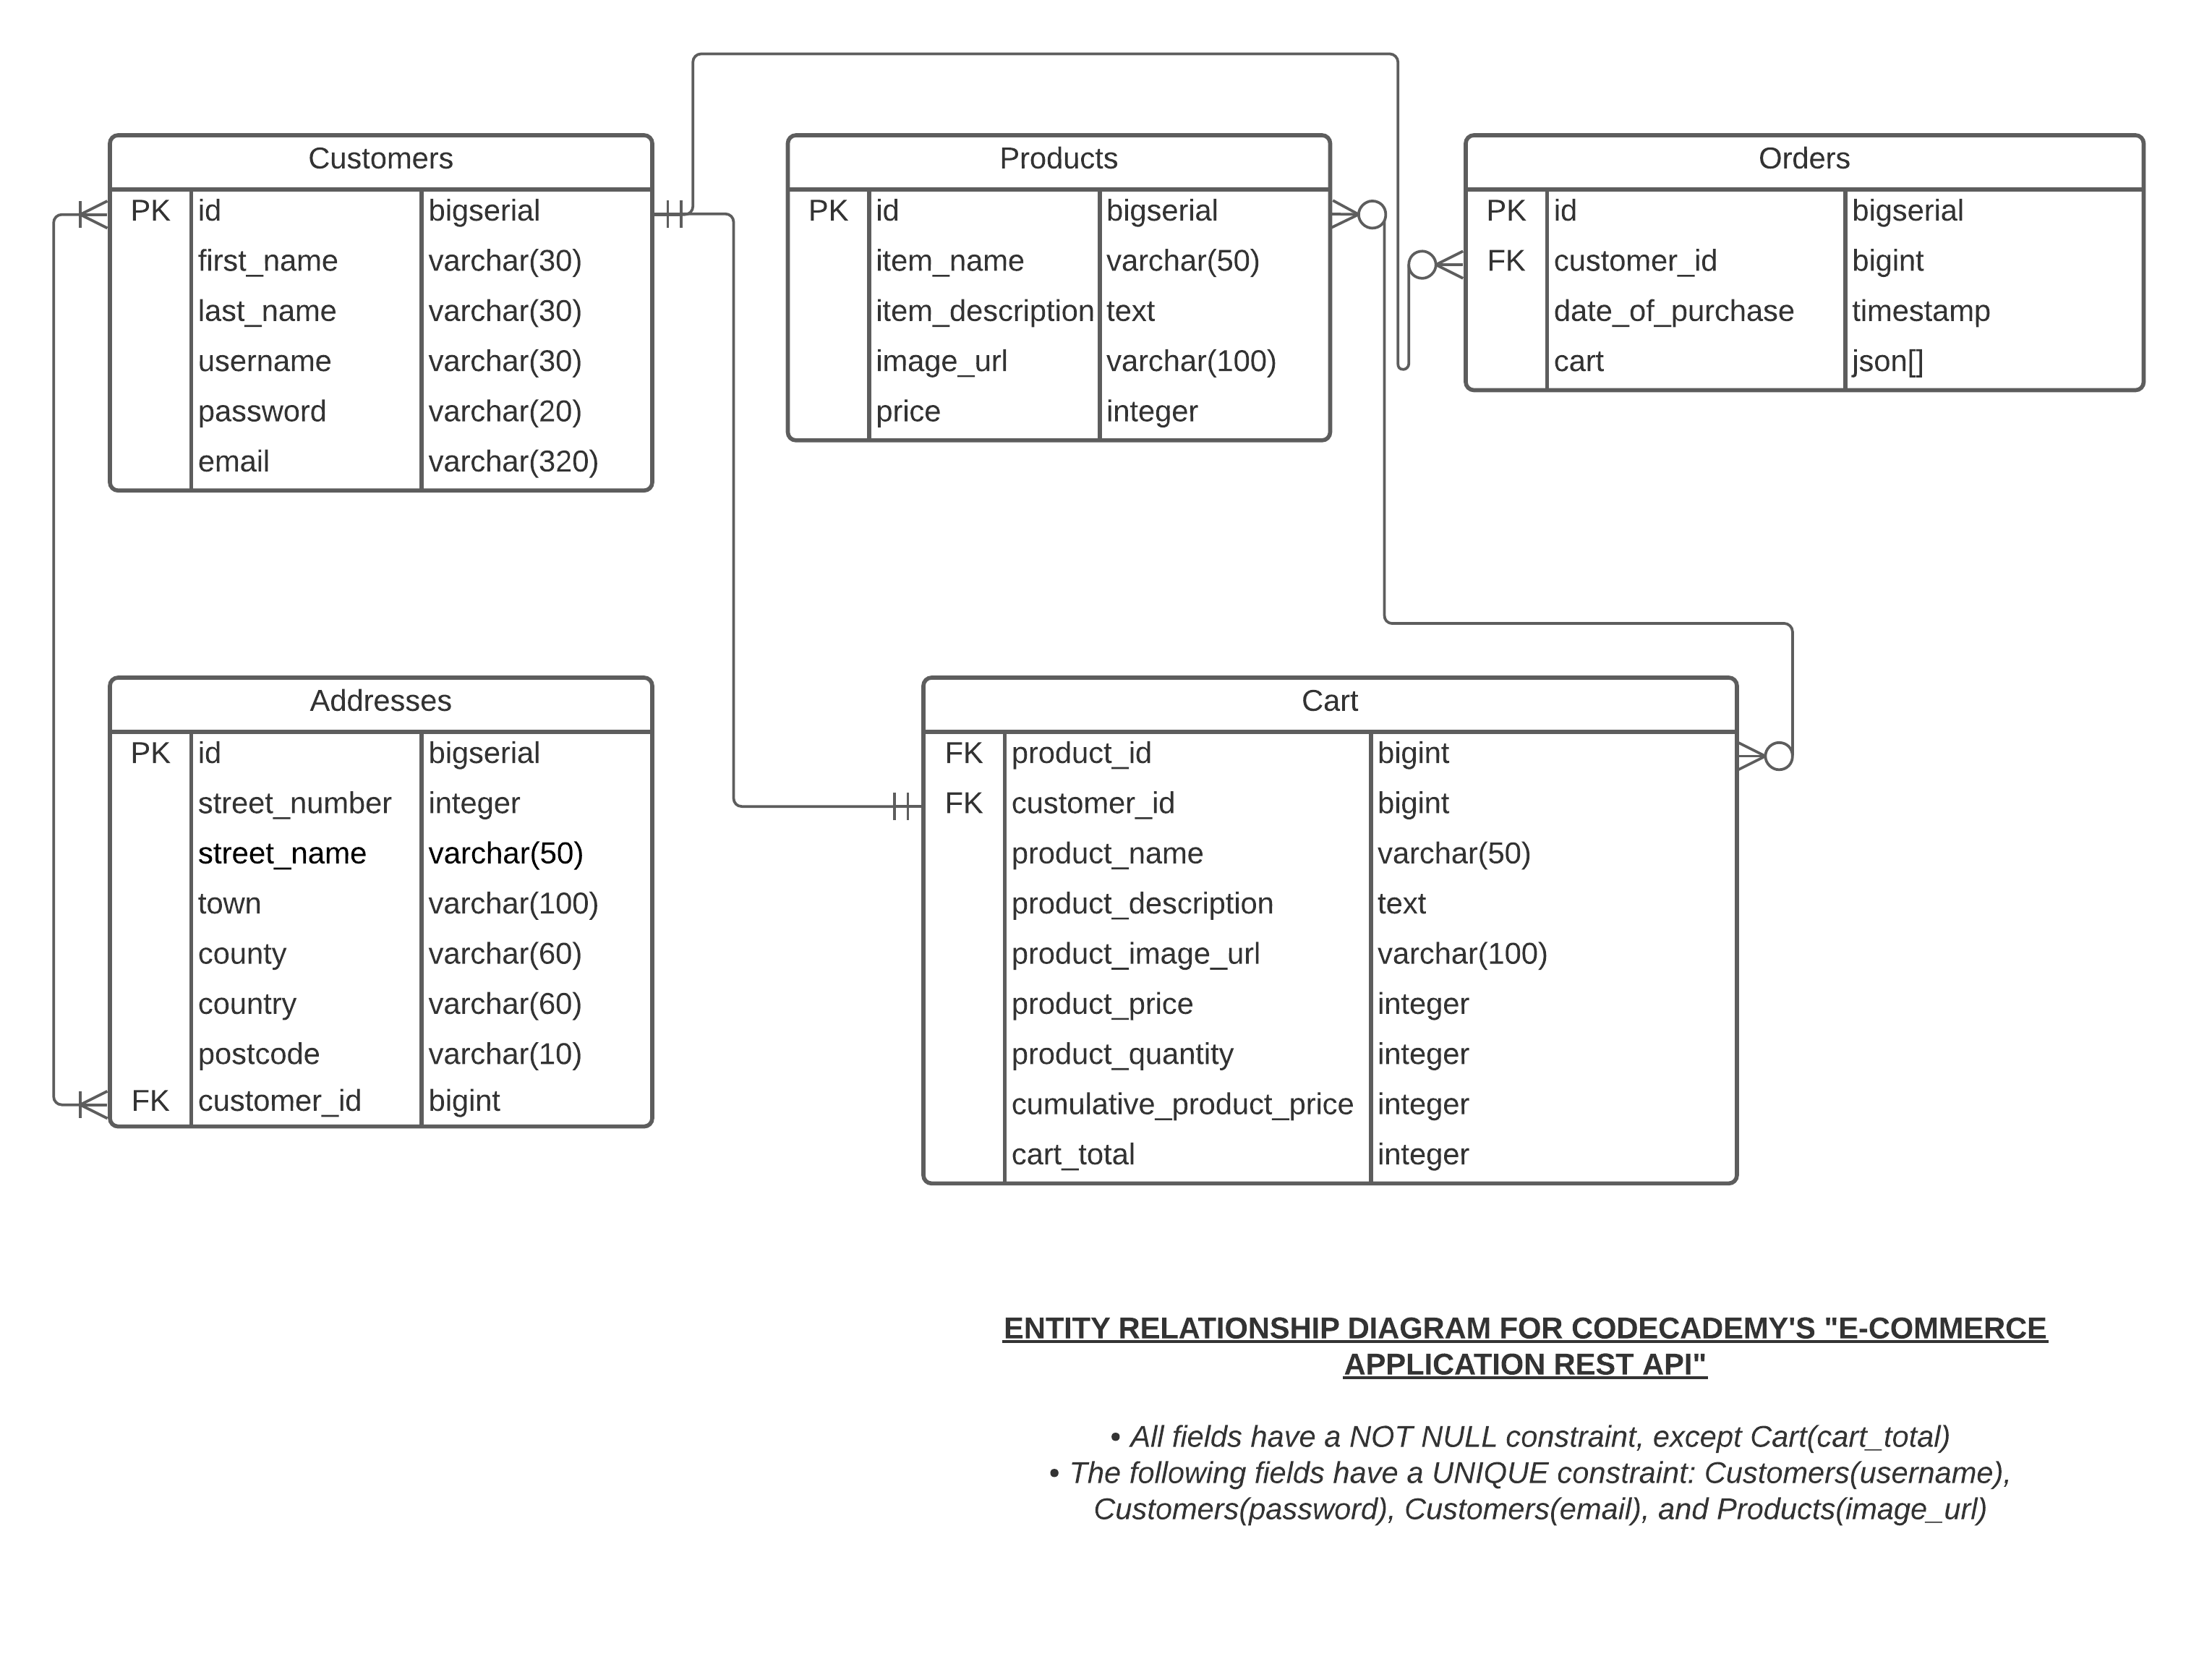 Customers
PK id bigserial
first_name varchar(30)
last_name varchar(30)
username varchar(30)
password varchar(20)
email varchar(320)
Products
PK id bigserial
item_name varchar(50)
item_description text
image_url varchar(100)
price integer
Orders
PK id bigserial
FK customer_id bigint
date_of_purchase timestamp
cart json[]
Addresses
PK id bigserial
street_number integer
street_name varchar(50)
town varchar(100)
county varchar(60)
country varchar(60)
postcode varchar(10)
FK customer_id bigint
Cart
FK product_id bigint
FK customer_id bigint
product_name varchar(50)
product_description text
product_image_url varchar(100)
product_price integer
product_quantity integer
cumulative_product_price integer
cart_total integer
ENTITY RELATIONSHIP DIAGRAM FOR CODECADEMY'S "E-COMMERCE
APPLICATION REST API"
• All fields have a NOT NULL constraint, except Cart(cart_total)
• The following fields have a UNIQUE constraint: Customers(username),
Customers(password), Customers(email), and Products(image_url)